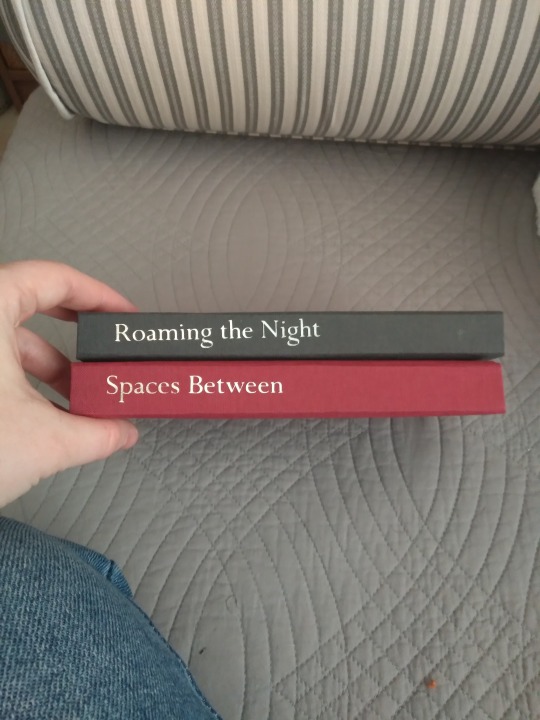 Roaming the Night
Spaces Between